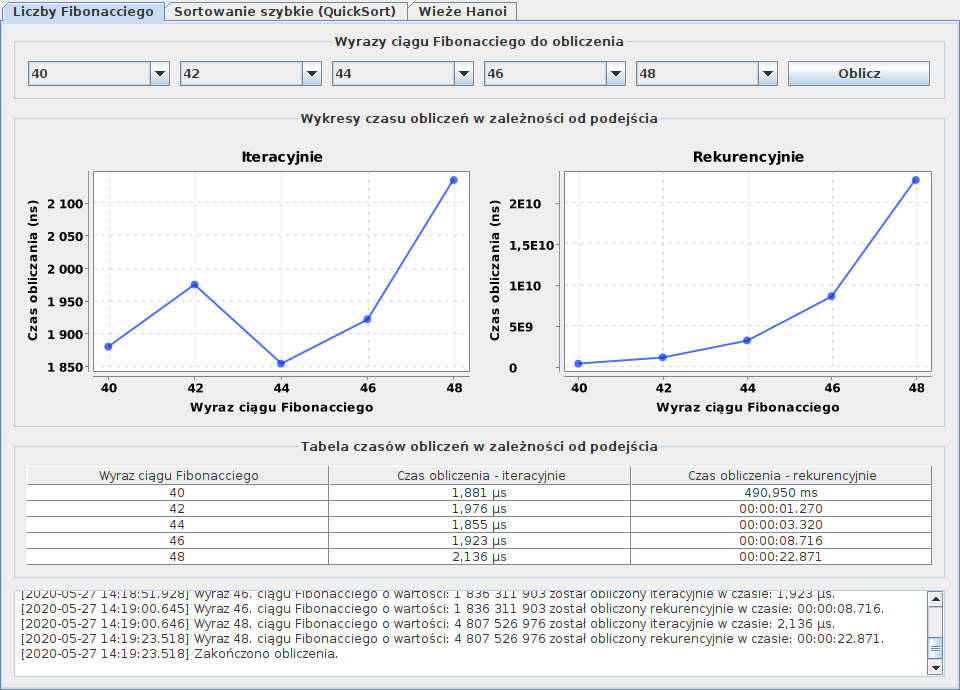 Liczby Fibonacciego Sortowanie szybkie (QuickSort) Wieże Hanoi
Wyrazy ciągu Fibonacciego do obliczenia
40 42 44 46 48 Oblicz
Wykresy czasu obliczeń w zależności od podejścia
Iteracyjnie
Czas obliczania (ns)
2 100
2 050
2 000
1 950
1 900
1 850
40 42 44 46 48
Wyraz ciągu Fibonacciego
Rekurencyjnie
Czas obliczania (ns)
2E10
1,5E10
1E10
5E9
0
40 42 44 46 48
Wyraz ciągu Fibonacciego
Tabela czasów obliczeń w zależności od podejścia
Wyraz ciągu Fibonacciego Czas obliczenia - iteracyjnie Czas obliczenia - rekurencyjnie
40 1,881 µs 490,950 ms
42 1,976 µs 00:00:01.270
44 1,855 µs 00:00:03.320
46 1,923 µs 00:00:08.716
48 2,136 µs 00:00:22.871
[2020-05-27 14:18:51.928] Wyraz 46. ciągu Fibonacciego o wartości: 1 836 311 903 został obliczony iteracyjnie w czasie: 1,923 µs.
[2020-05-27 14:19:00.645] Wyraz 46. ciągu Fibonacciego o wartości: 1 836 311 903 został obliczony rekurencyjnie w czasie: 00:00:08.716.
[2020-05-27 14:19:00.646] Wyraz 48. ciągu Fibonacciego o wartości: 4 807 526 976 został obliczony iteracyjnie w czasie: 2,136 µs.
[2020-05-27 14:19:23.518] Wyraz 48. ciągu Fibonacciego o wartości: 4 807 526 976 został obliczony rekurencyjnie w czasie: 00:00:22.871.
[2020-05-27 14:19:23.518] Zakończono obliczenia.